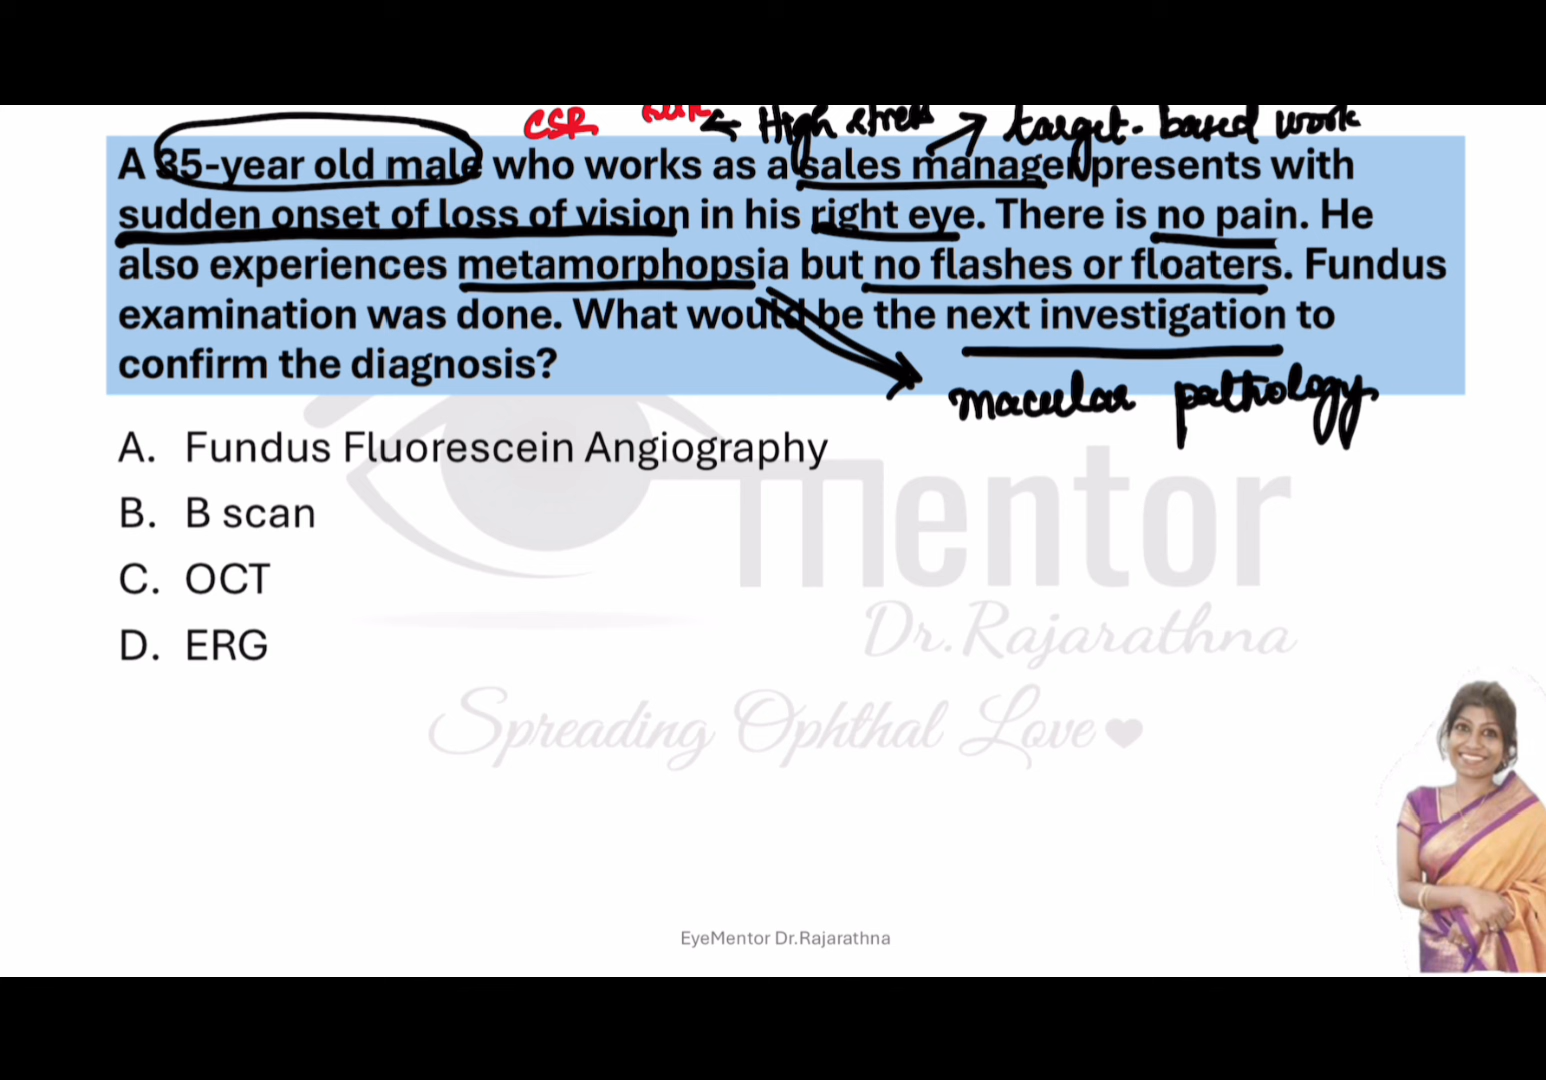 CSR ← High stress → target-based work
A 35-year old male who works as a sales manager presents with
sudden onset of loss of vision in his right eye. There is no pain. He
also experiences metamorphopsia but no flashes or floaters. Fundus
examination was done. What would be the next investigation to
confirm the diagnosis?
macular pathology
A. Fundus Fluorescein Angiography
B. B scan
C. OCT
D. ERG
mentor
Dr.Rajarathna
Spreading Ophthal Love
EyeMentor Dr.Rajarathna